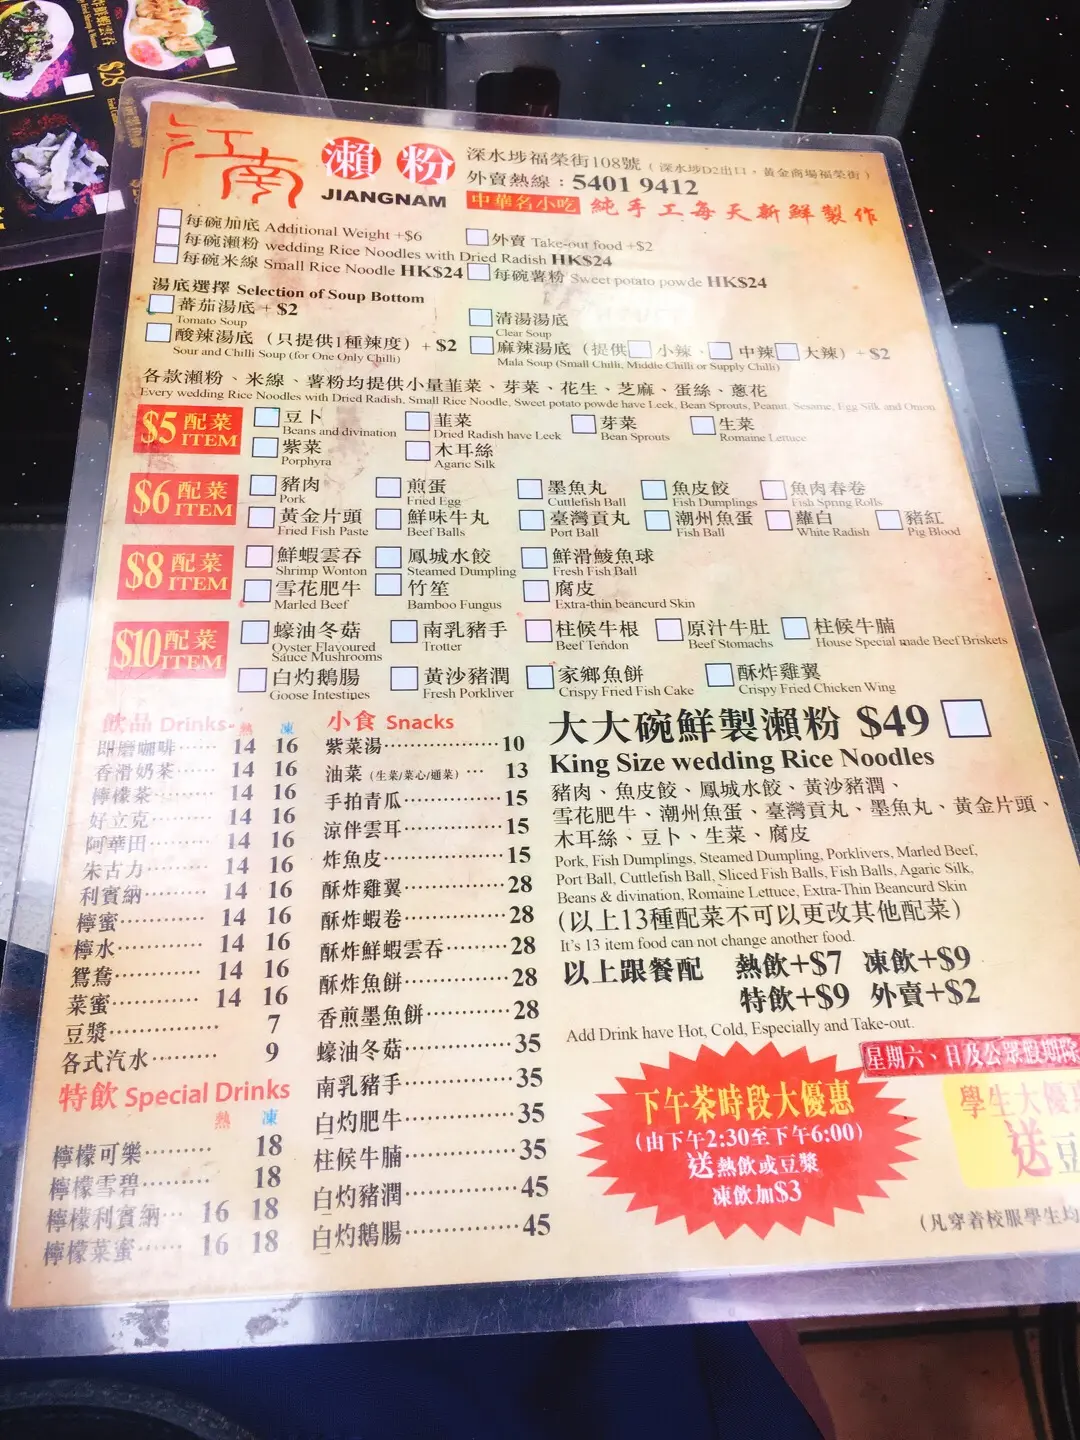 $28
江南
瀨粉
JIANGNAM
深水埗福榮街108號（深水埗D2出口，黃金商場福榮街）
外賣熱線：5401 9412
中華名小吃 純手工每天新鮮製作
每碗加底 Additional Weight +$6
外賣 Take-out food +$2
每碗瀨粉 wedding Rice Noodles with Dried Radish HK$24
每碗米線 Small Rice Noodle HK$24
每碗薯粉 Sweet potato powde HK$24
湯底選擇 Selection of Soup Bottom
蕃茄湯底 + $2
Tomato Soup
清湯湯底
Clear Soup
酸辣湯底（只提供1種辣度）+ $2
Sour and Chilli Soup (for One Only Chilli)
麻辣湯底（提供 小辣、 中辣 大辣）+ $2
Mala Soup (Small Chilli, Middle Chilli or Supply Chilli)
各款瀨粉、米線、薯粉均提供小量韮菜、芽菜、花生、芝麻、蛋絲、蔥花
Every wedding Rice Noodles with Dried Radish, Small Rice Noodle, Sweet potato powde have Leek, Bean Sprouts, Peanut, Sesame, Egg Silk and Onion
$5 配菜 ITEM
豆卜 韮菜 芽菜 生菜
Beans and divination Dried Radish have Leek Bean Sprouts Romaine Lettuce
紫菜 木耳絲
Porphyra Agaric Silk
$6 配菜 ITEM
豬肉 煎蛋 墨魚丸 魚皮餃 魚肉春卷
Pork Fried Egg Cuttlefish Ball Fish Dumplings Fish Spring Rolls
黃金片頭 鮮味牛丸 臺灣貢丸 潮州魚蛋 蘿白 豬紅
Fried Fish Paste Beef Balls Port Ball Fish Ball White Radish Pig Blood
$8 配菜 ITEM
鮮蝦雲吞 鳳城水餃 鮮滑鯪魚球
Shrimp Wonton Steamed Dumpling Fresh Fish Ball
雪花肥牛 竹笙 腐皮
Marled Beef Bamboo Fungus Extra-thin beancurd Skin
$10 配菜 ITEM
蠔油冬菇 南乳豬手 柱候牛根 原汁牛肚 柱候牛腩
Oyster Flavoured Sauce Mushrooms Trotter Beef Tendon Beef Stomachs House Special made Beef Briskets
白灼鵝腸 黃沙豬潤 家鄉魚餅 酥炸雞翼
Goose Intestines Fresh Porkliver Crispy Fried Fish Cake Crispy Fried Chicken Wing
飲品 Drinks 熱 凍
即磨咖啡…… 14 16
香滑奶茶…… 14 16
檸檬茶…… 14 16
好立克…… 14 16
阿華田…… 14 16
朱古力…… 14 16
利賓納…… 14 16
檸蜜…… 14 16
檸水…… 14 16
鴛鴦…… 14 16
菜蜜…… 14 16
豆漿…… 7
各式汽水…… 9
特飲 Special Drinks
熱 凍
檸檬可樂…… 18
檸檬雪碧…… 18
檸檬利賓納… 16 18
檸檬菜蜜…… 16 18
小食 Snacks
紫菜湯…… 10
油菜（生菜/菜心/通菜）… 13
手拍青瓜…… 15
涼伴雲耳…… 15
炸魚皮…… 15
酥炸雞翼…… 28
酥炸蝦卷…… 28
酥炸鮮蝦雲吞…… 28
酥炸魚餅…… 28
香煎墨魚餅…… 28
蠔油冬菇…… 35
南乳豬手…… 35
白灼肥牛…… 35
柱候牛腩…… 35
白灼豬潤…… 45
白灼鵝腸…… 45
大大碗鮮製瀨粉 $49
King Size wedding Rice Noodles
豬肉、魚皮餃、鳳城水餃、黃沙豬潤、
雪花肥牛、潮州魚蛋、臺灣貢丸、墨魚丸、黃金片頭、
木耳絲、豆卜、生菜、腐皮
Pork, Fish Dumplings, Steamed Dumpling, Porklivers, Marled Beef,
Port Ball, Cuttlefish Ball, Sliced Fish Balls, Fish Balls, Agaric Silk,
Beans & divination, Romaine Lettuce, Extra-Thin Beancurd Skin
（以上13種配菜不可以更改其他配菜）
It's 13 item food can not change another food.
以上跟餐配 熱飲+$7 凍飲+$9
特飲+$9 外賣+$2
Add Drink have Hot, Cold, Especially and Take-out.
下午茶時段大優惠
（由下午2:30至下午6:00）
送熱飲或豆漿
凍飲加$3
星期六、日及公眾假期除
學生大優
送豆
（凡穿着校服學生均